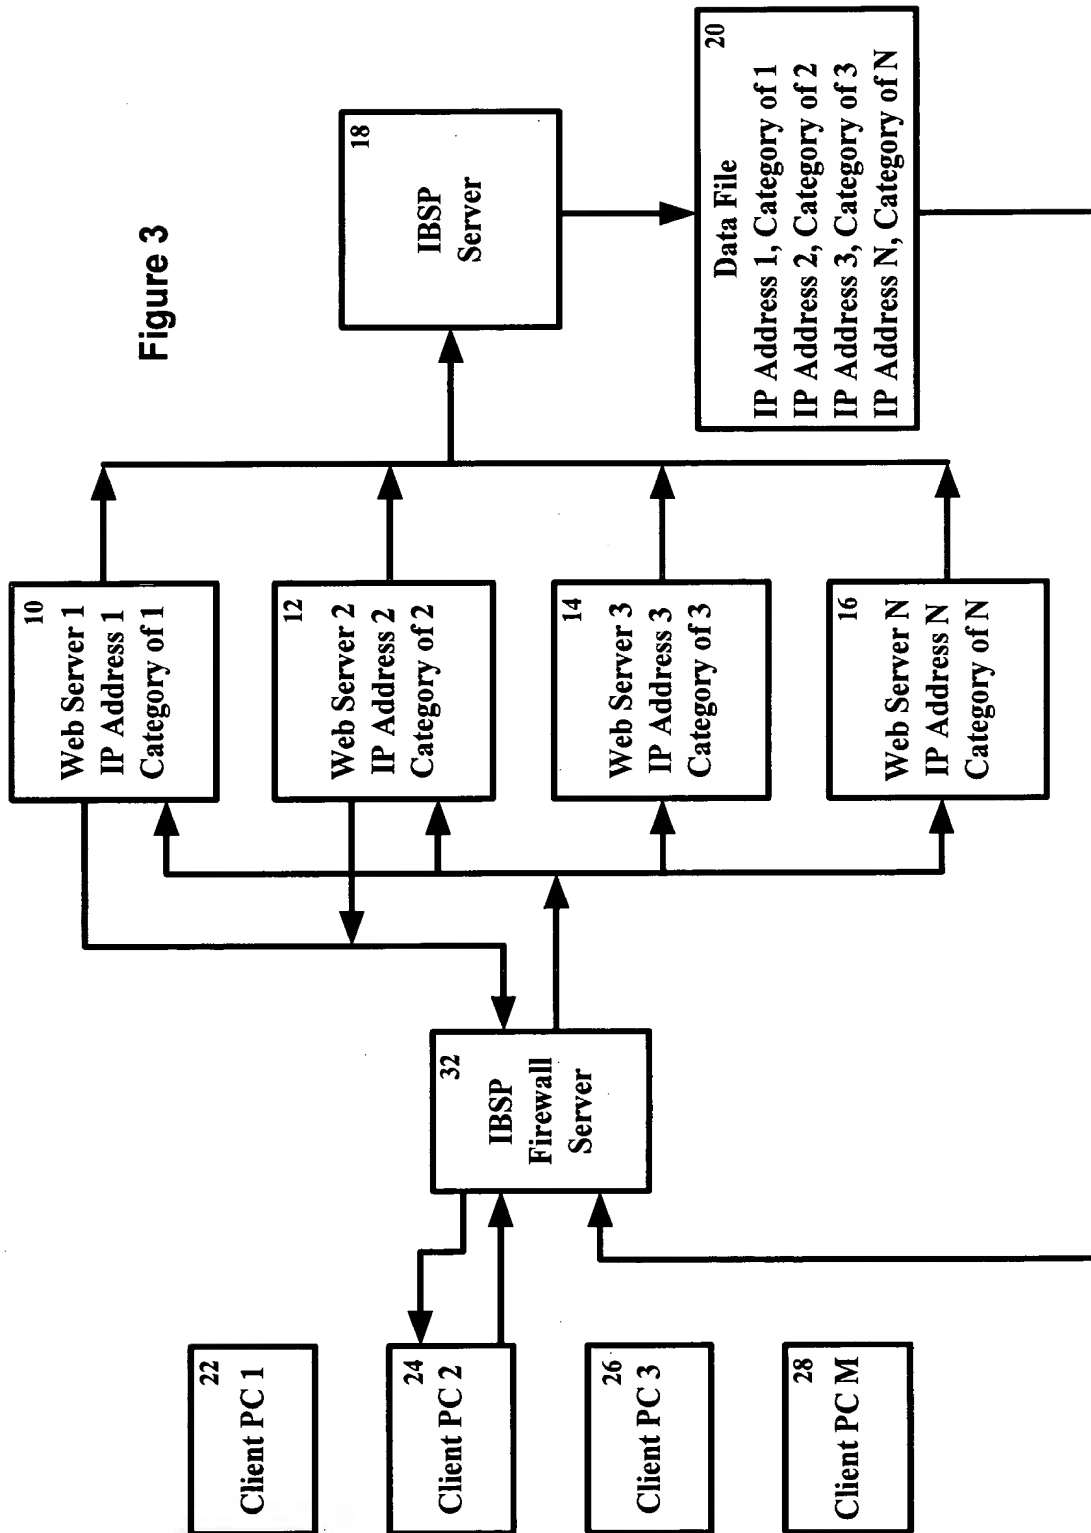 Figure 3
10
Web Server 1
IP Address 1
Category of 1
12
Web Server 2
IP Address 2
Category of 2
14
Web Server 3
IP Address 3
Category of 3
16
Web Server N
IP Address N
Category of N
18
IBSP
Server
20
Data File
IP Address 1, Category of 1
IP Address 2, Category of 2
IP Address 3, Category of 3
IP Address N, Category of N
32
IBSP
Firewall
Server
22
Client PC 1
24
Client PC 2
26
Client PC 3
28
Client PC M